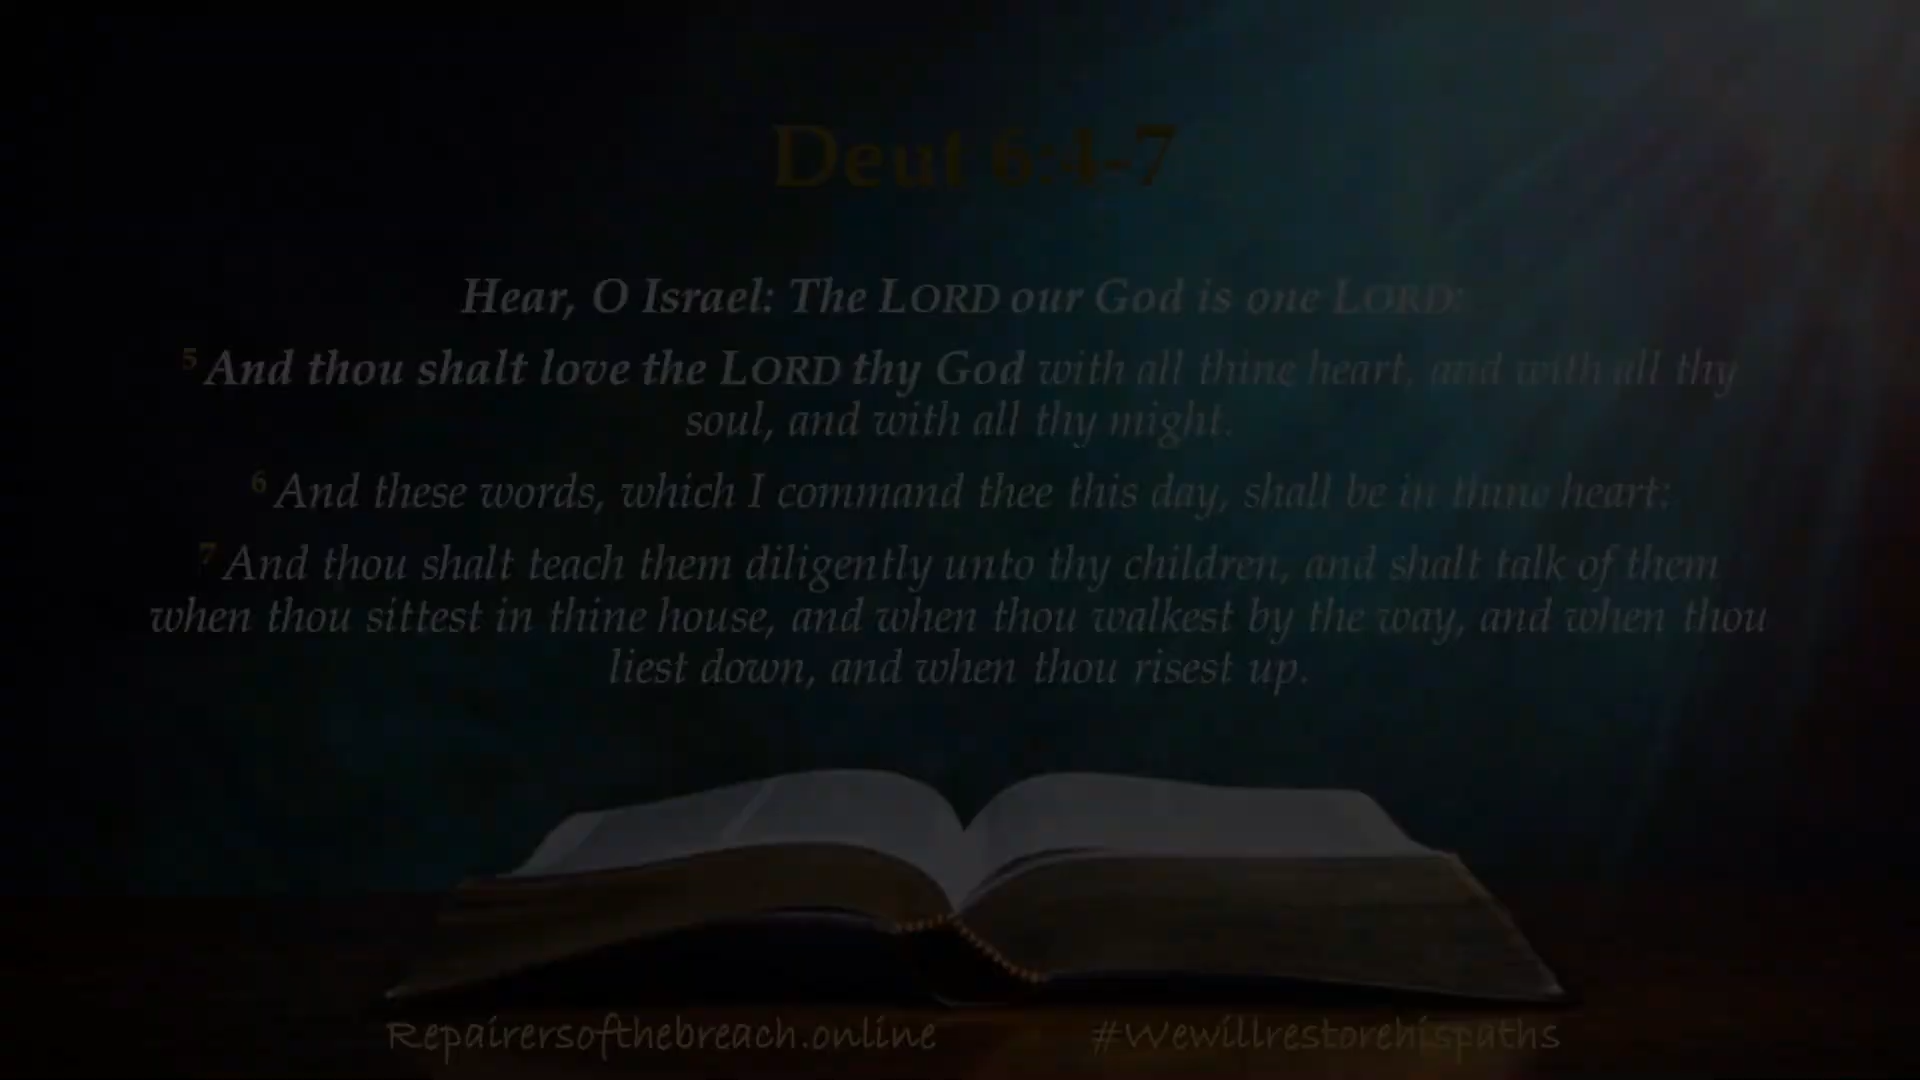 Deut 6:4-7
Hear, O Israel: The LORD our God is one LORD:
5 And thou shalt love the LORD thy God with all thine heart, and with all thy
soul, and with all thy might.
6 And these words, which I command thee this day, shall be in thine heart:
7 And thou shalt teach them diligently unto thy children, and shalt talk of them
when thou sittest in thine house, and when thou walkest by the way, and when thou
liest down, and when thou risest up.
Repairersofthebreach.online #Wewillrestorehispaths